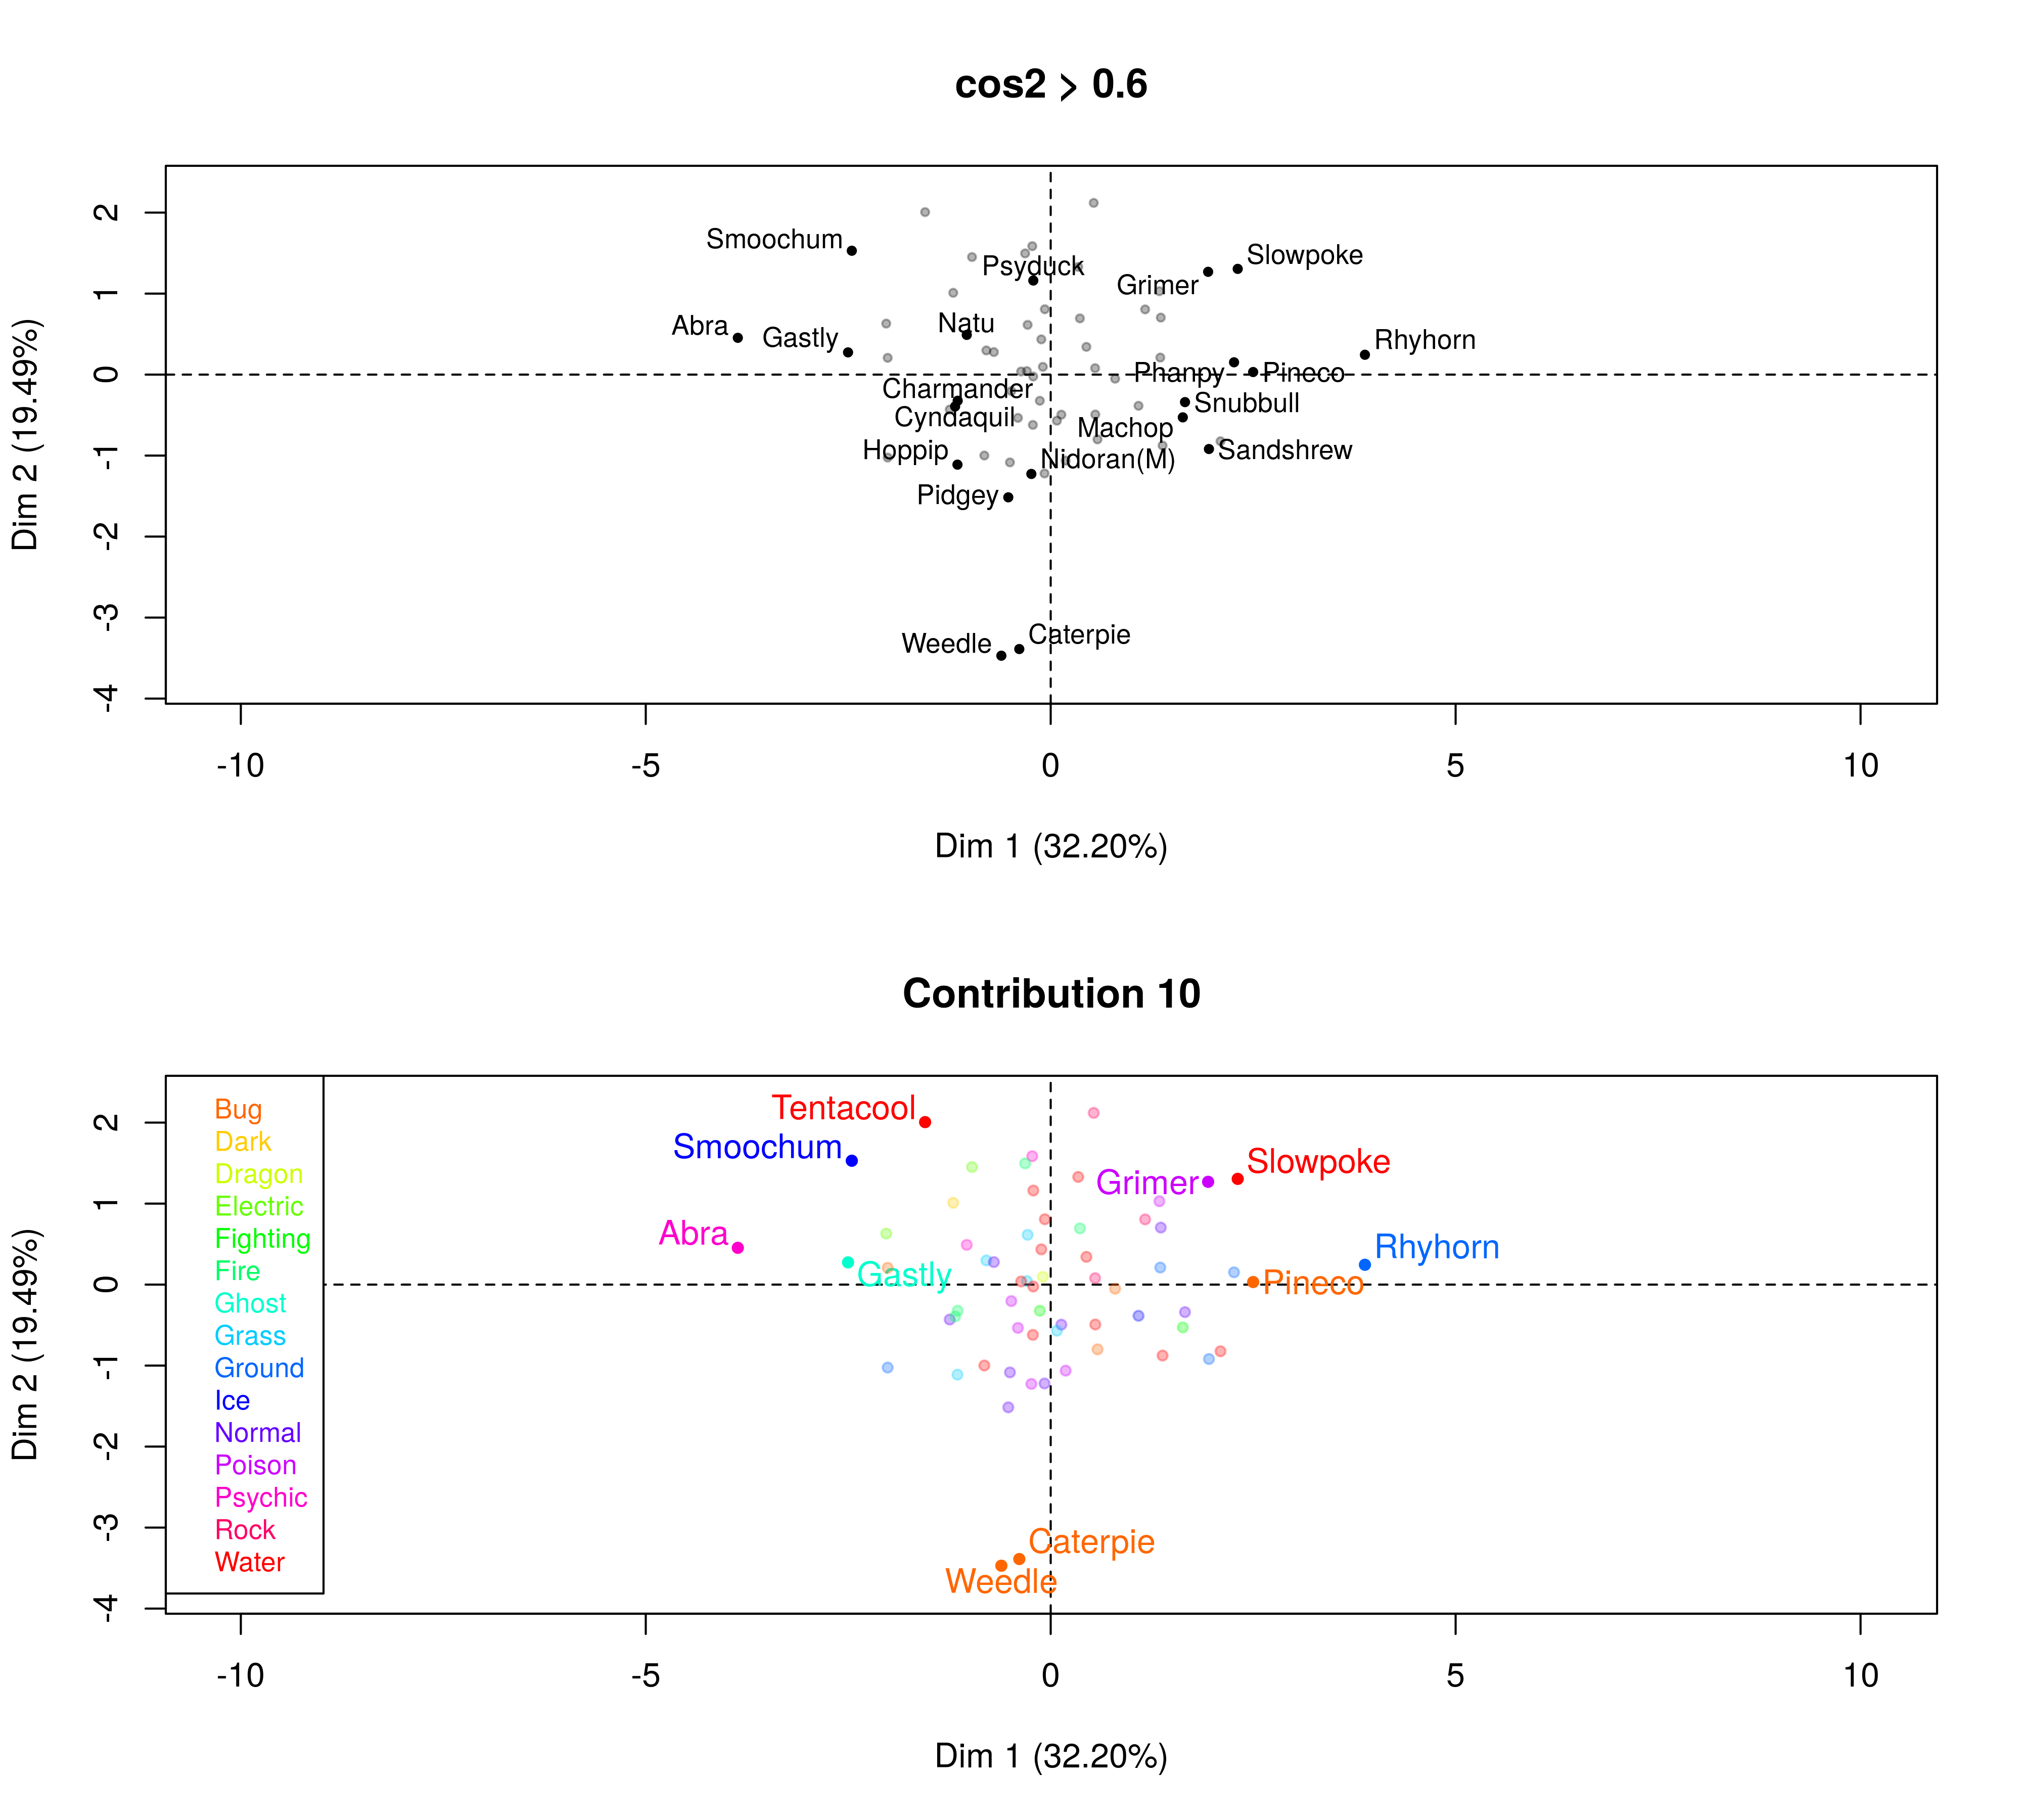 cos2 > 0.6
Dim 2 (19.49%)
2
1
0
-1
-2
-3
-4
Smoochum
Psyduck
Slowpoke
Grimer
Abra
Gastly
Natu
Rhyhorn
Phanpy
Pineco
Charmander
Snubbull
Cyndaquil
Machop
Hoppip
Nidoran(M)
Sandshrew
Pidgey
Weedle
Caterpie
-10
-5
0
5
10
Dim 1 (32.20%)
Contribution 10
Dim 2 (19.49%)
2
1
0
-1
-2
-3
-4
Bug
Dark
Dragon
Electric
Fighting
Fire
Ghost
Grass
Ground
Ice
Normal
Poison
Psychic
Rock
Water
Tentacool
Smoochum
Slowpoke
Grimer
Abra
Rhyhorn
Gastly
Pineco
Caterpie
Weedle
-10
-5
0
5
10
Dim 1 (32.20%)